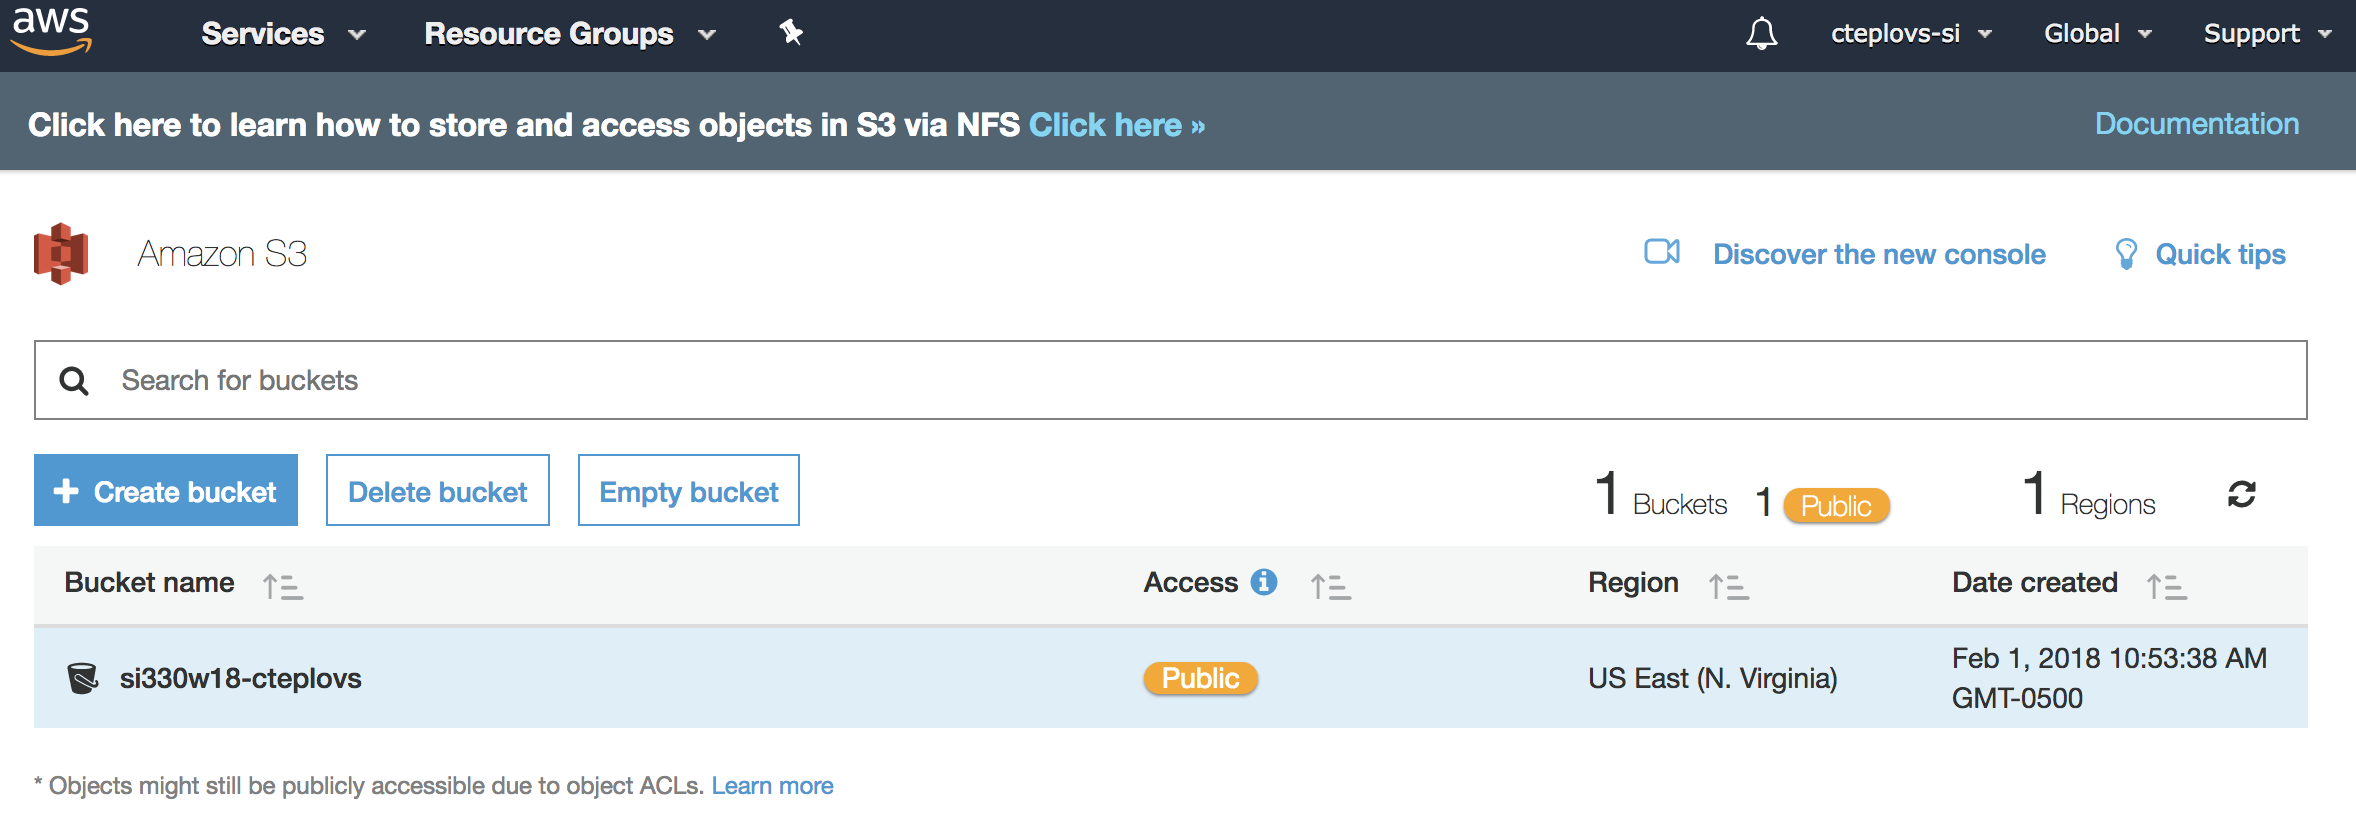 aws Services Resource Groups cteplovs-si Global Support
Click here to learn how to store and access objects in S3 via NFS Click here » Documentation
Amazon S3 Discover the new console Quick tips
Search for buckets
+ Create bucket Delete bucket Empty bucket 1 Buckets 1 Public 1 Regions
Bucket name Access i Region Date created
si330w18-cteplovs Public US East (N. Virginia) Feb 1, 2018 10:53:38 AM
GMT-0500
* Objects might still be publicly accessible due to object ACLs. Learn more